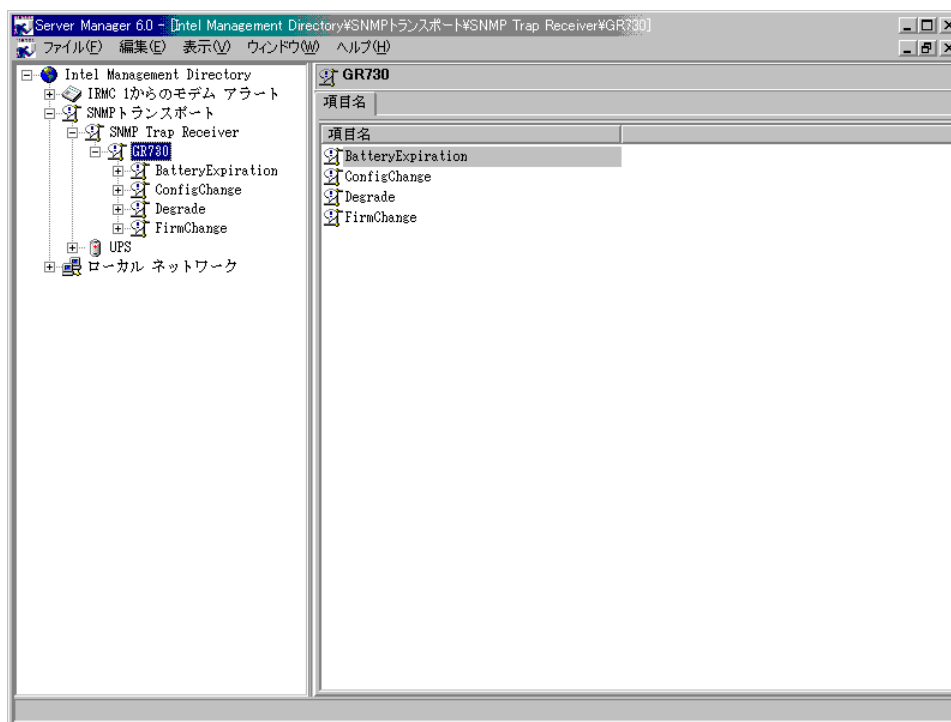 Server Manager 6.0 - [Intel Management Directory¥SNMPトランスポート¥SNMP Trap Receiver¥GR730]
ファイル(F) 編集(E) 表示(V) ウィンドウ(W) ヘルプ(H)
Intel Management Directory
IRMC 1からのモデム アラート
SNMPトランスポート
SNMP Trap Receiver
GR730
BatteryExpiration
ConfigChange
Degrade
FirmChange
UPS
ローカル ネットワーク
GR730
項目名
項目名
BatteryExpiration
ConfigChange
Degrade
FirmChange